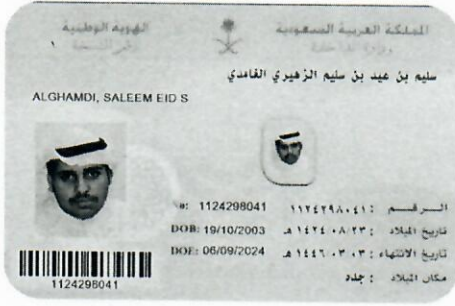 المملكة العربية السعودية
وزارة الداخلية
الهوية الوطنية
رقم النسخة ١
سليم بن عيد بن سليم الزهيري الغامدي
ALGHAMDI, SALEEM EID S
الرقم : ١١٢٤٢٩٨٠٤١ 1124298041
تاريخ الميلاد : ١٤٢٤/٠٨/٢٣ هـ DOB: 19/10/2003
تاريخ الانتهاء : ١٤٤٦/٠٣/٠٣ هـ DOE: 06/09/2024
مكان الميلاد : جدة
1124298041